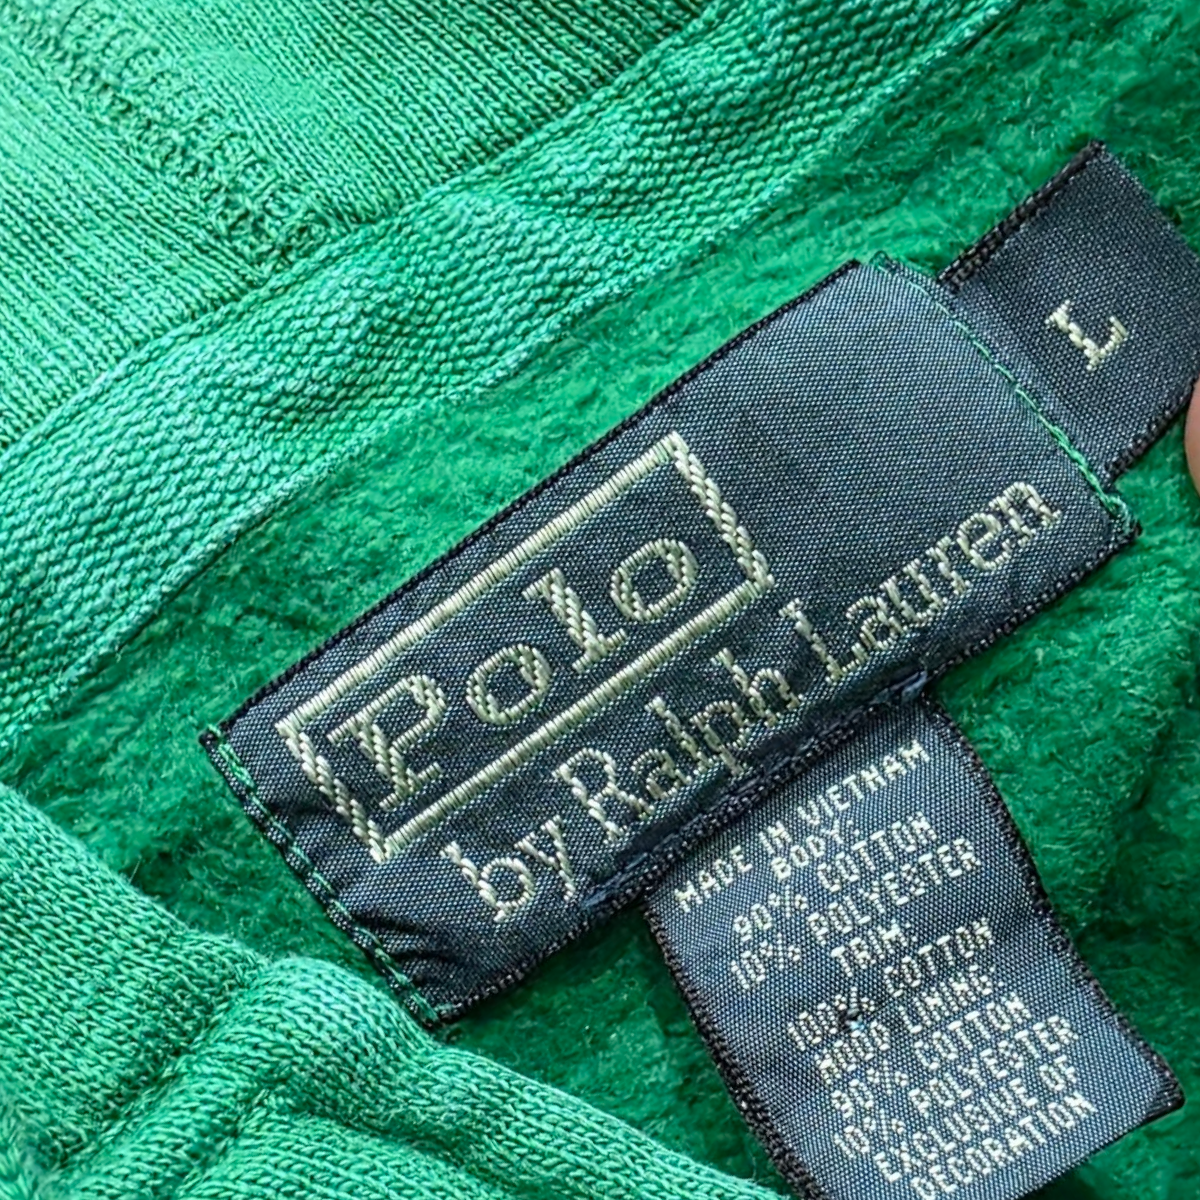 L
Polo
by Ralph Lauren
MADE IN VIETNAM
BODY:
90% COTTON
10% POLYESTER
TRIM:
100% COTTON
HOOD LINING:
90% COTTON
10% POLYESTER
EXCLUSIVE OF
DECORATION